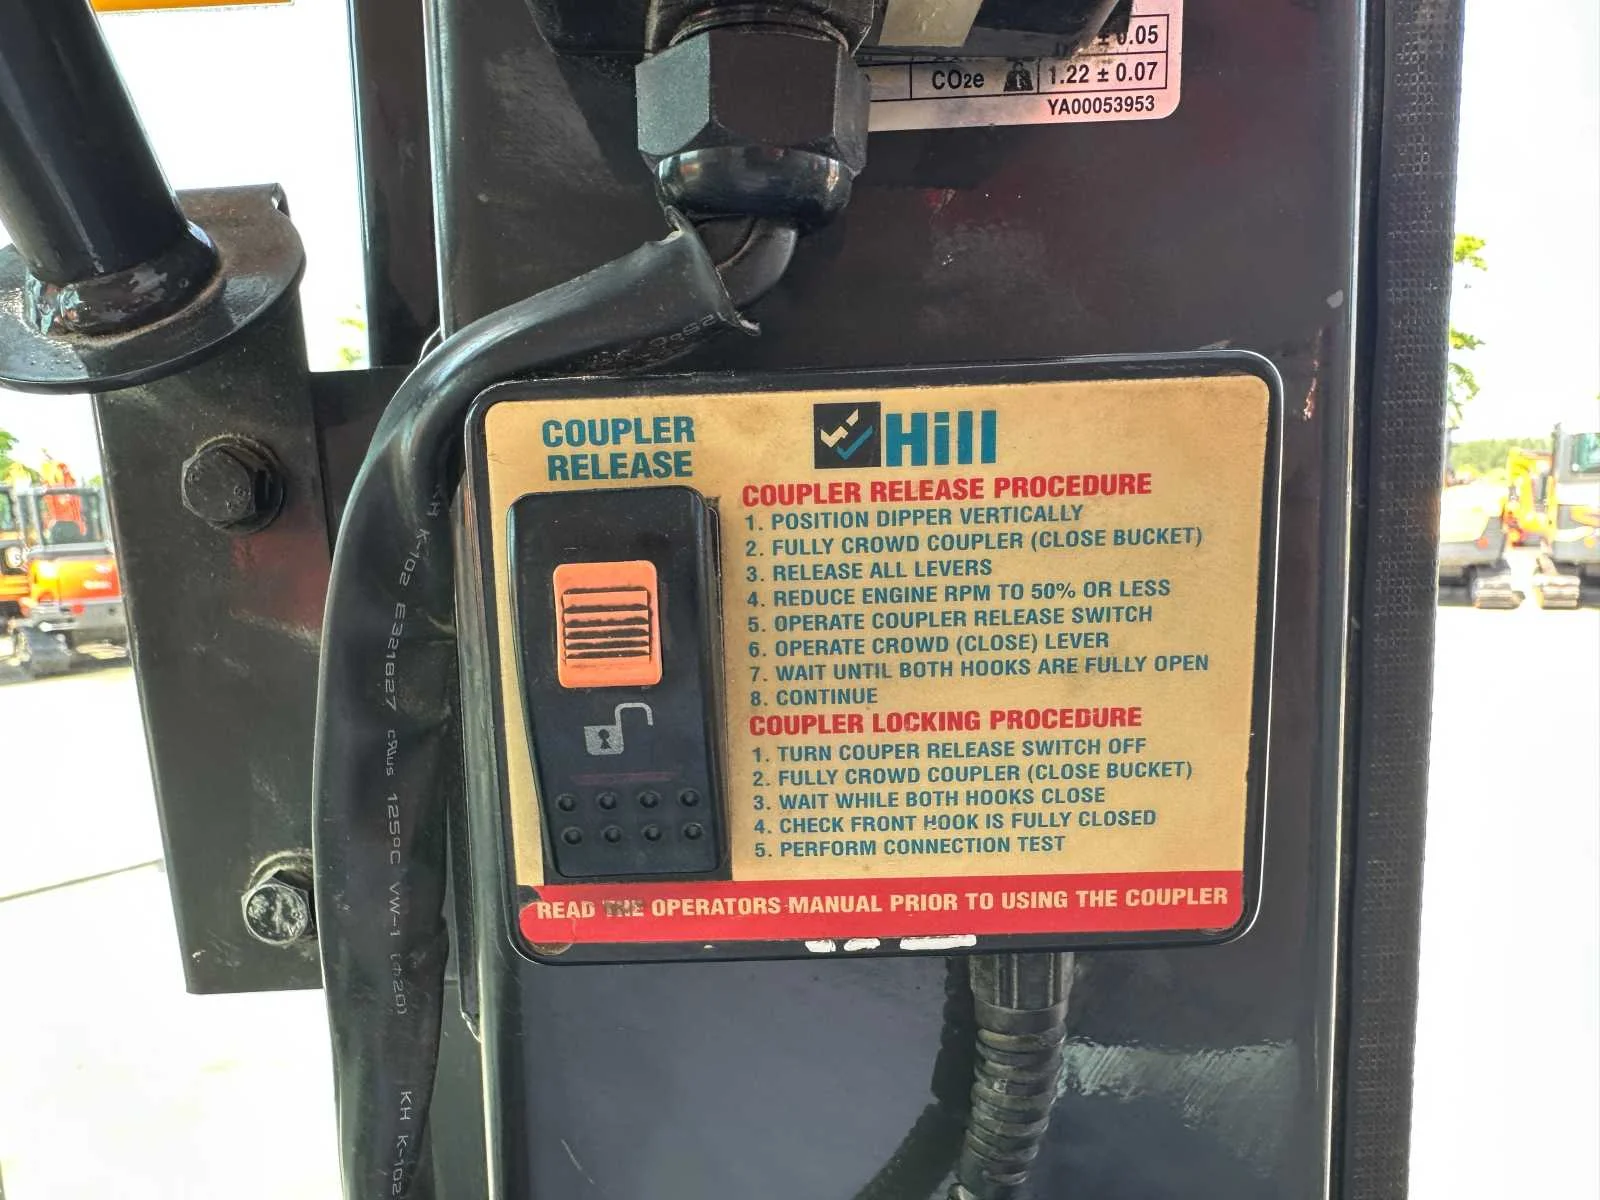 ± 0.05
CO2e 1.22 ± 0.07
YA00053953
COUPLER
RELEASE
Hill
COUPLER RELEASE PROCEDURE
1. POSITION DIPPER VERTICALLY
2. FULLY CROWD COUPLER (CLOSE BUCKET)
3. RELEASE ALL LEVERS
4. REDUCE ENGINE RPM TO 50% OR LESS
5. OPERATE COUPLER RELEASE SWITCH
6. OPERATE CROWD (CLOSE) LEVER
7. WAIT UNTIL BOTH HOOKS ARE FULLY OPEN
8. CONTINUE
COUPLER LOCKING PROCEDURE
1. TURN COUPER RELEASE SWITCH OFF
2. FULLY CROWD COUPLER (CLOSE BUCKET)
3. WAIT WHILE BOTH HOOKS CLOSE
4. CHECK FRONT HOOK IS FULLY CLOSED
5. PERFORM CONNECTION TEST
READ THE OPERATORS MANUAL PRIOR TO USING THE COUPLER
KH K-102 E321827 125°C VW-1
KH K-102